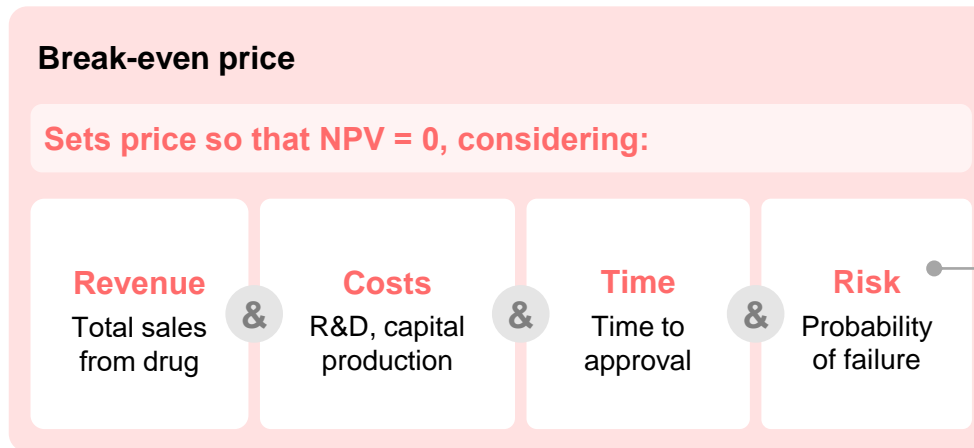 Break-even price
Sets price so that NPV = 0, considering:
Revenue
Total sales
from drug
&
Costs
R&D, capital
production
&
Time
Time to
approval
&
Risk
Probability
of failure